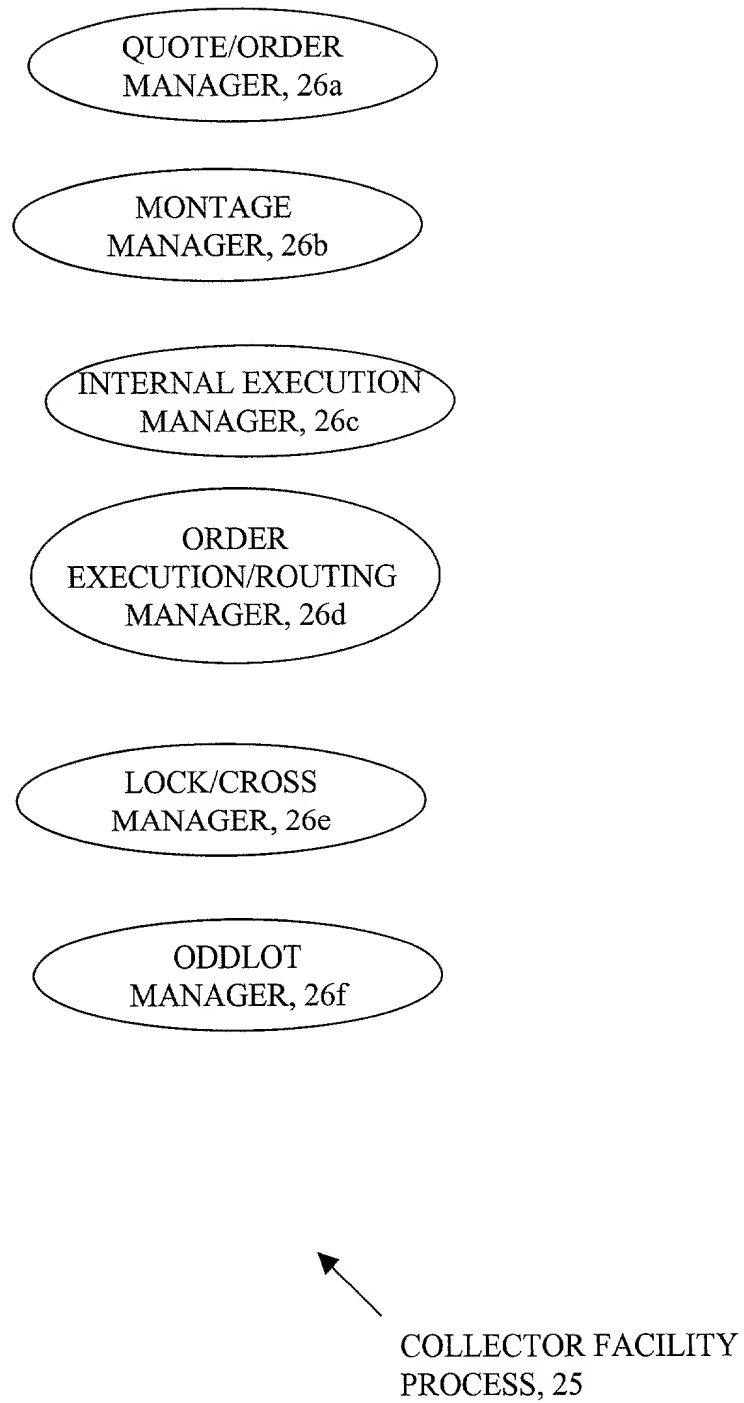 QUOTE/ORDER
MANAGER, 26a
MONTAGE
MANAGER, 26b
INTERNAL EXECUTION
MANAGER, 26c
ORDER
EXECUTION/ROUTING
MANAGER, 26d
LOCK/CROSS
MANAGER, 26e
ODDLOT
MANAGER, 26f
COLLECTOR FACILITY
PROCESS, 25